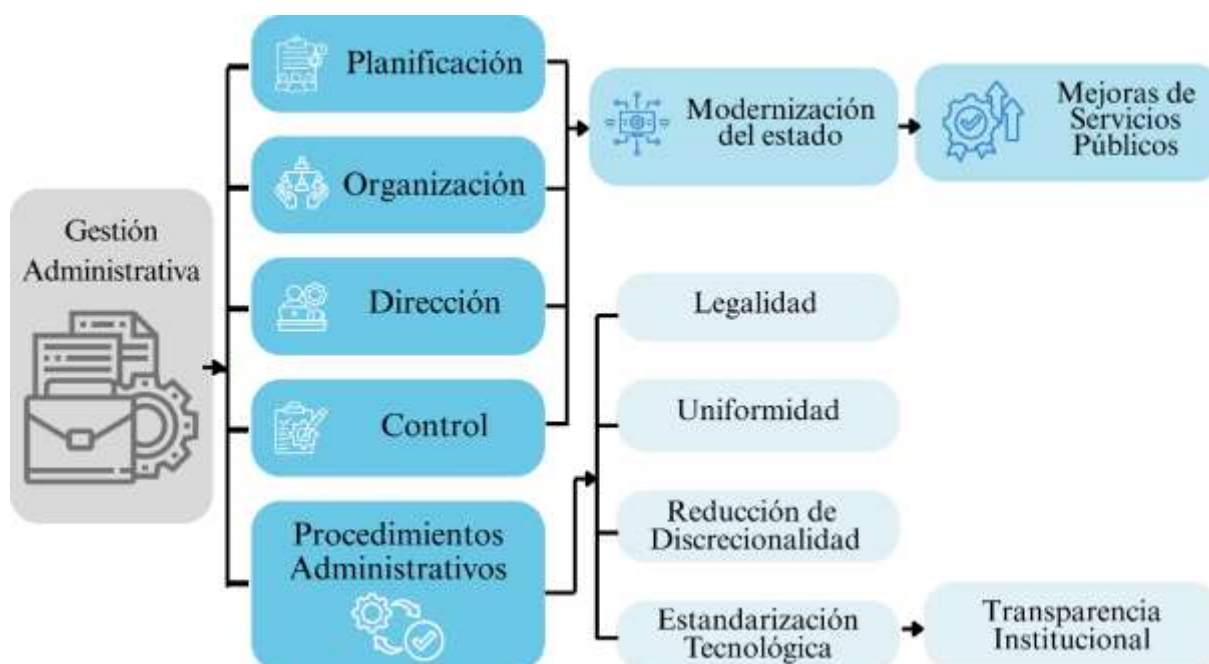 Gestión
Administrativa
Planificación
Organización
Dirección
Control
Procedimientos
Administrativos
Modernización
del estado
Mejoras de
Servicios
Públicos
Legalidad
Uniformidad
Reducción de
Discrecionalidad
Estandarización
Tecnológica
Transparencia
Institucional